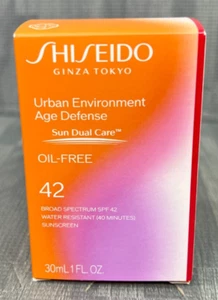 SHISEIDO
GINZA TOKYO
Urban Environment
Age Defense
Sun Dual Care™
OIL-FREE
42
BROAD SPECTRUM SPF 42
WATER RESISTANT (40 MINUTES)
SUNSCREEN
30mL 1 FL. OZ.